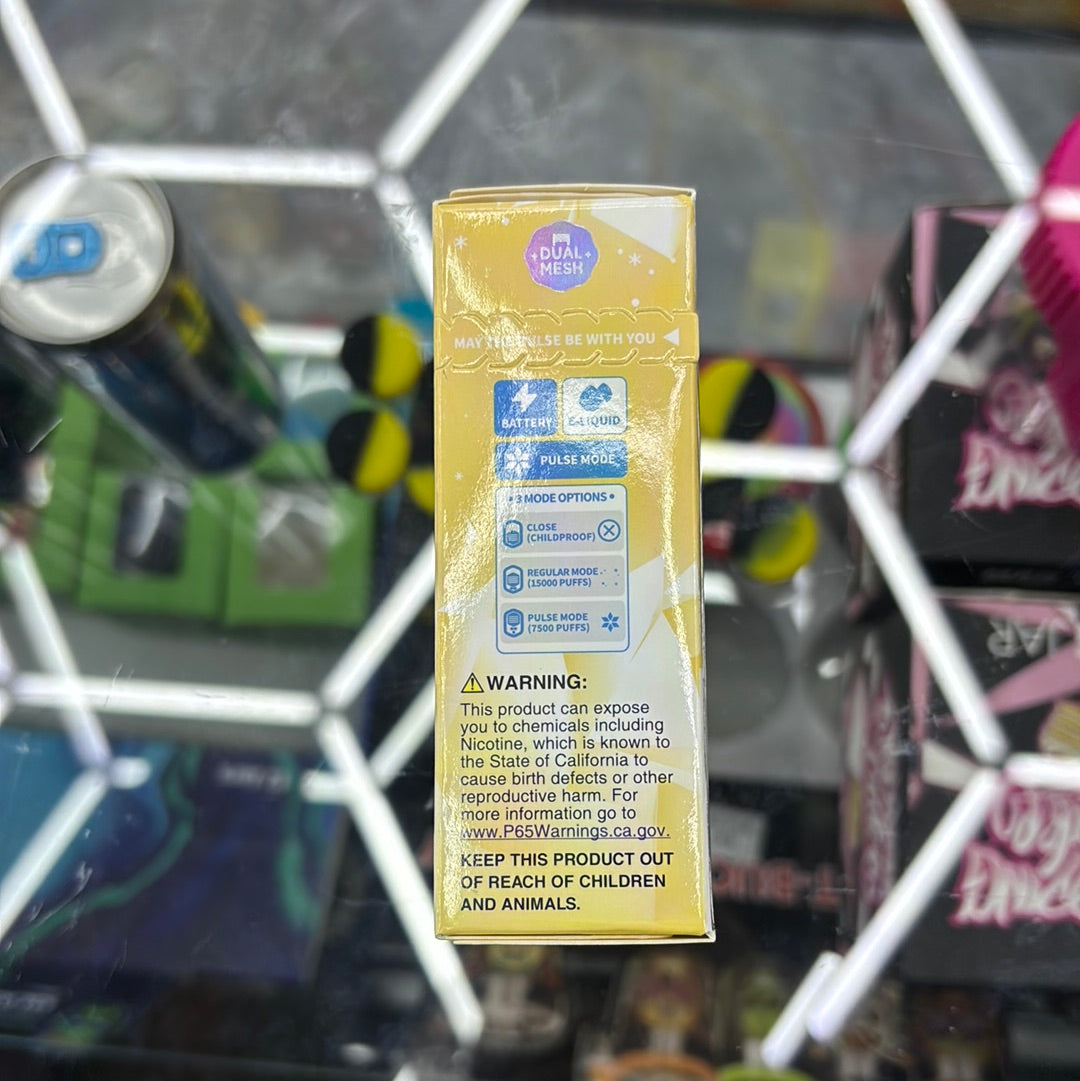 DUAL
MESH
MAY THE PULSE BE WITH YOU
BATTERY
E-LIQUID
PULSE MODE
• 3 MODE OPTIONS •
CLOSE
(CHILDPROOF)
REGULAR MODE
(15000 PUFFS)
PULSE MODE
(7500 PUFFS)
WARNING:
This product can expose
you to chemicals including
Nicotine, which is known to
the State of California to
cause birth defects or other
reproductive harm. For
more information go to
www.P65Warnings.ca.gov.
KEEP THIS PRODUCT OUT
OF REACH OF CHILDREN
AND ANIMALS.
JAR